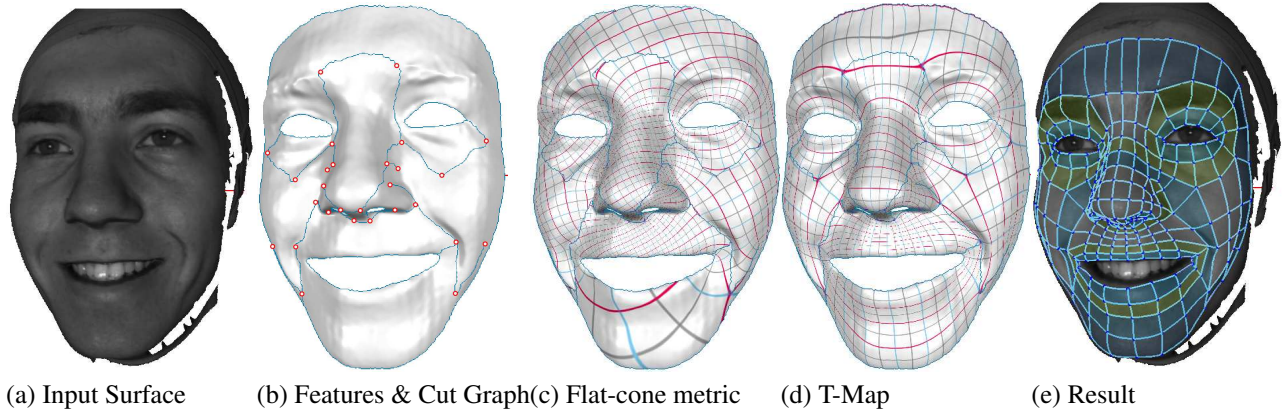 (a) Input Surface (b) Features & Cut Graph(c) Flat-cone metric (d) T-Map (e) Result